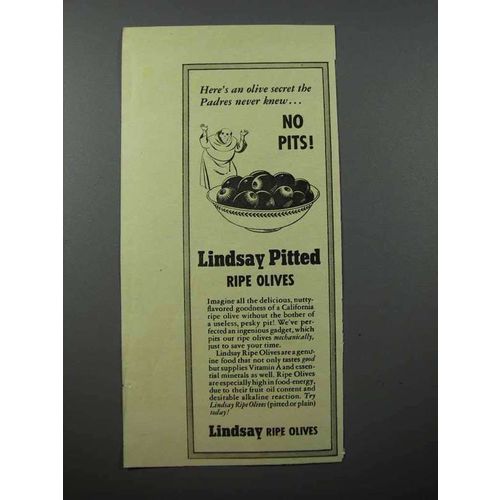 Here's an olive secret the
Padres never knew...
NO
PITS!
Lindsay Pitted
RIPE OLIVES
Imagine all the delicious, nutty-
flavored goodness of a California
ripe olive without the bother of
a useless, pesky pit! We've per-
fected an ingenious gadget, which
pits our ripe olives mechanically,
just to save your time.
Lindsay Ripe Olives are a genu-
ine food that not only tastes good
but supplies Vitamin A and essen-
tial minerals as well. Ripe Olives
are especially high in food-energy,
due to their fruit oil content and
desirable alkaline reaction. Try
Lindsay Ripe Olives (pitted or plain)
today!
Lindsay RIPE OLIVES